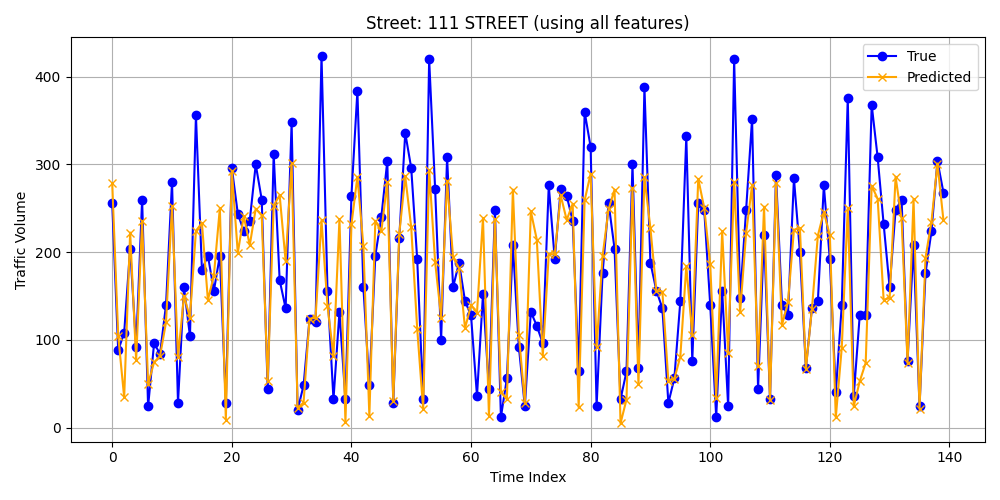 Street: 111 STREET (using all features)
True
Predicted
Traffic Volume
400
300
200
100
0
0 20 40 60 80 100 120 140
Time Index